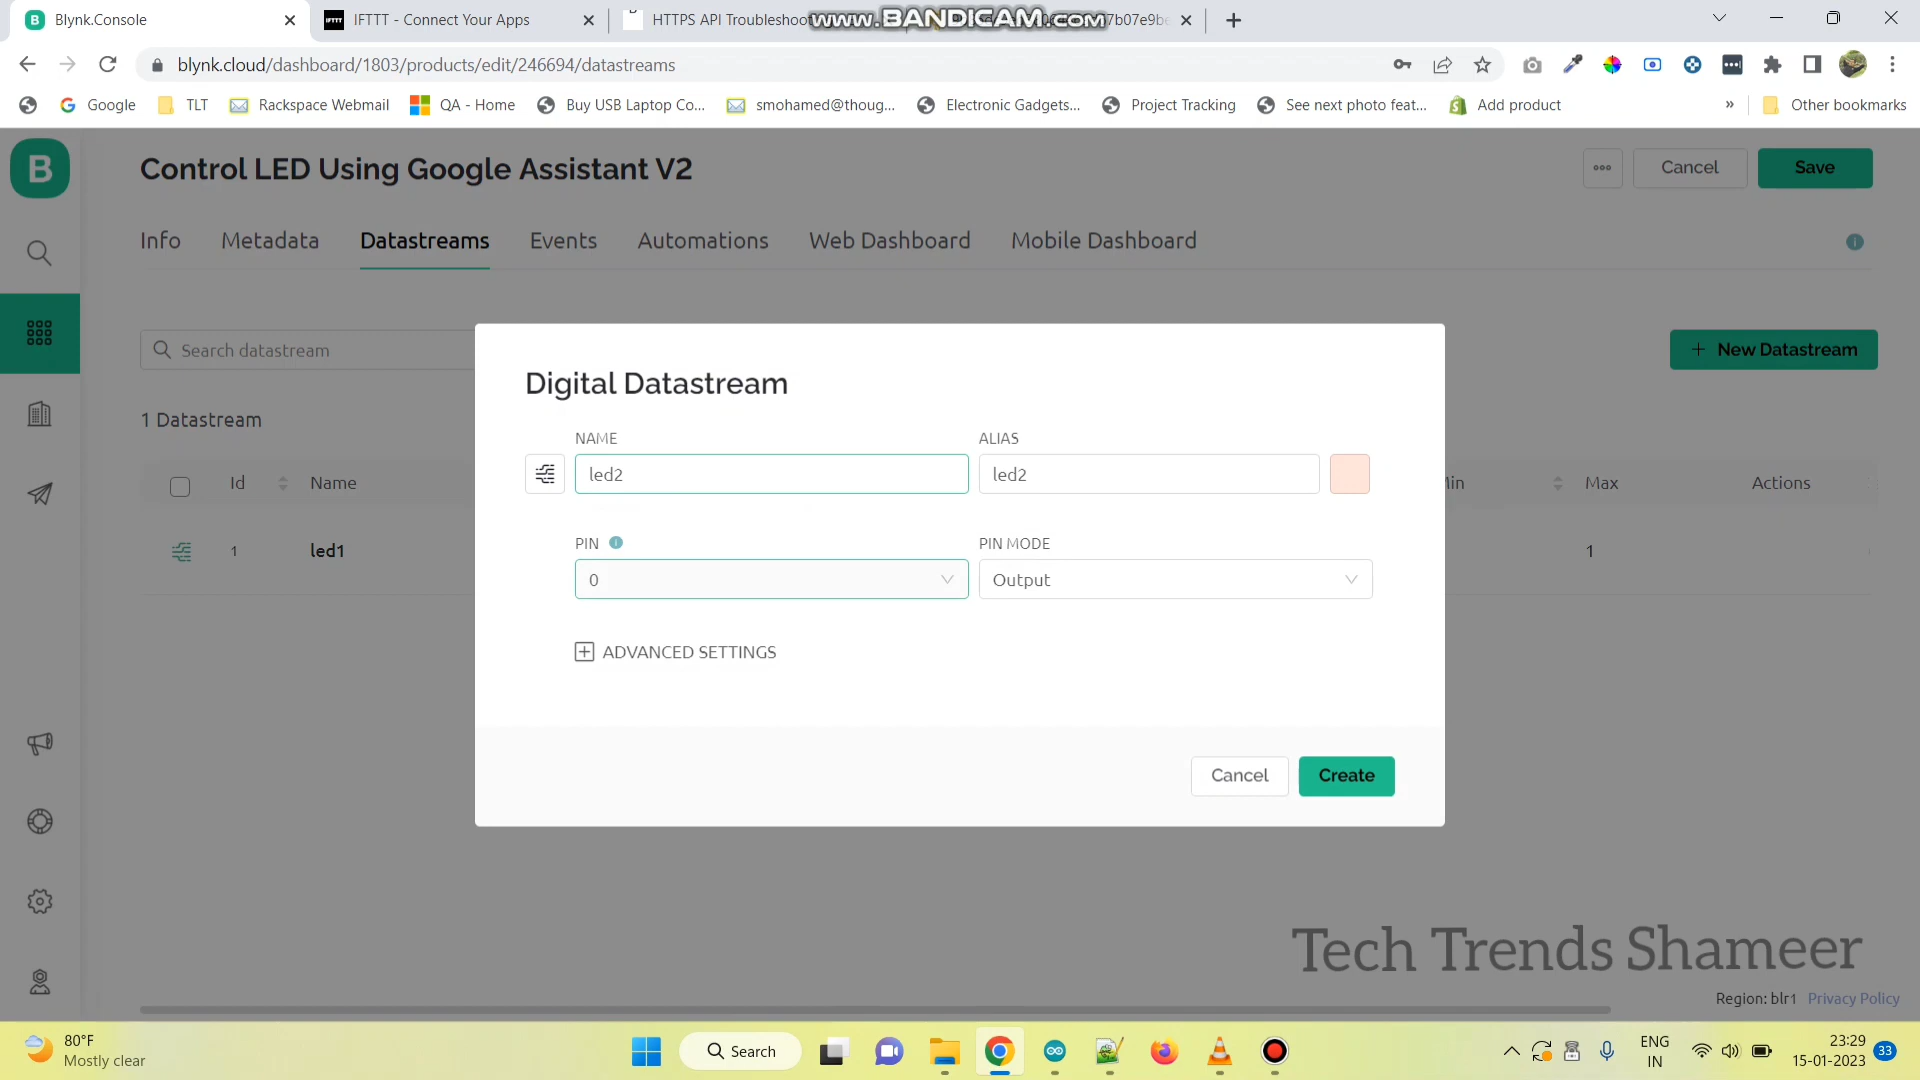 Blynk.Console
IFTTT - Connect Your Apps
HTTPS API Troubleshoot
www.BANDICAM.com
7b07e9b
blynk.cloud/dashboard/1803/products/edit/246694/datastreams
Google
TLT
Rackspace Webmail
QA - Home
Buy USB Laptop Co...
smohamed@thoug...
Electronic Gadgets...
Project Tracking
See next photo feat...
Add product
»
Other bookmarks
B
Control LED Using Google Assistant V2
Cancel
Save
Info
Metadata
Datastreams
Events
Automations
Web Dashboard
Mobile Dashboard
Search datastream
+ New Datastream
1 Datastream
Id
Name
Min
Max
Actions
1
led1
1
Digital Datastream
NAME
ALIAS
led2
led2
PIN
PIN MODE
0
Output
ADVANCED SETTINGS
Cancel
Create
Tech Trends Shameer
Region: blr1 Privacy Policy
80°F
Mostly clear
Search
ENG
IN
23:29
15-01-2023
33